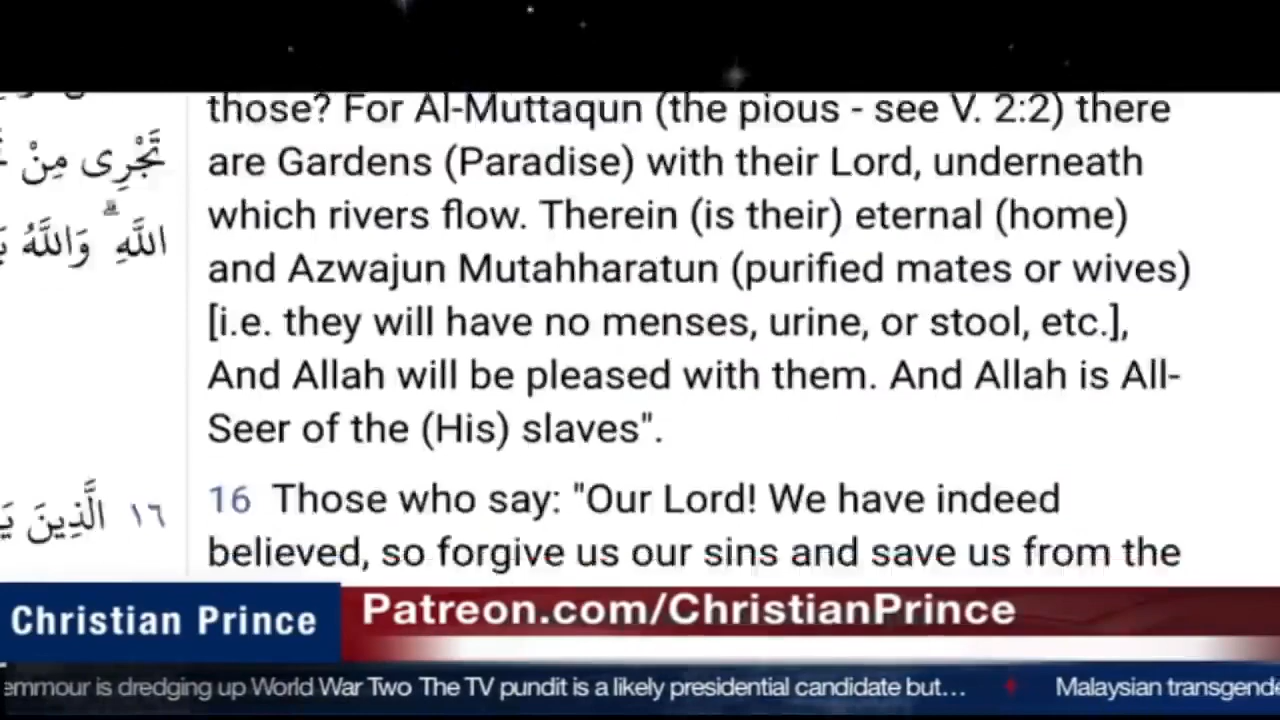 those? For Al-Muttaqun (the pious - see V. 2:2) there
are Gardens (Paradise) with their Lord, underneath
which rivers flow. Therein (is their) eternal (home)
and Azwajun Mutahharatun (purified mates or wives)
[i.e. they will have no menses, urine, or stool, etc.],
And Allah will be pleased with them. And Allah is All-
Seer of the (His) slaves".
16 Those who say: "Our Lord! We have indeed
believed, so forgive us our sins and save us from the
تَجْرِى مِنْ
اللَّهِ ۗ وَاللَّهُ
١٦ الَّذِينَ
Christian Prince
Patreon.com/ChristianPrince
emmour is dredging up World War Two The TV pundit is a likely presidential candidate but... Malaysian transgende